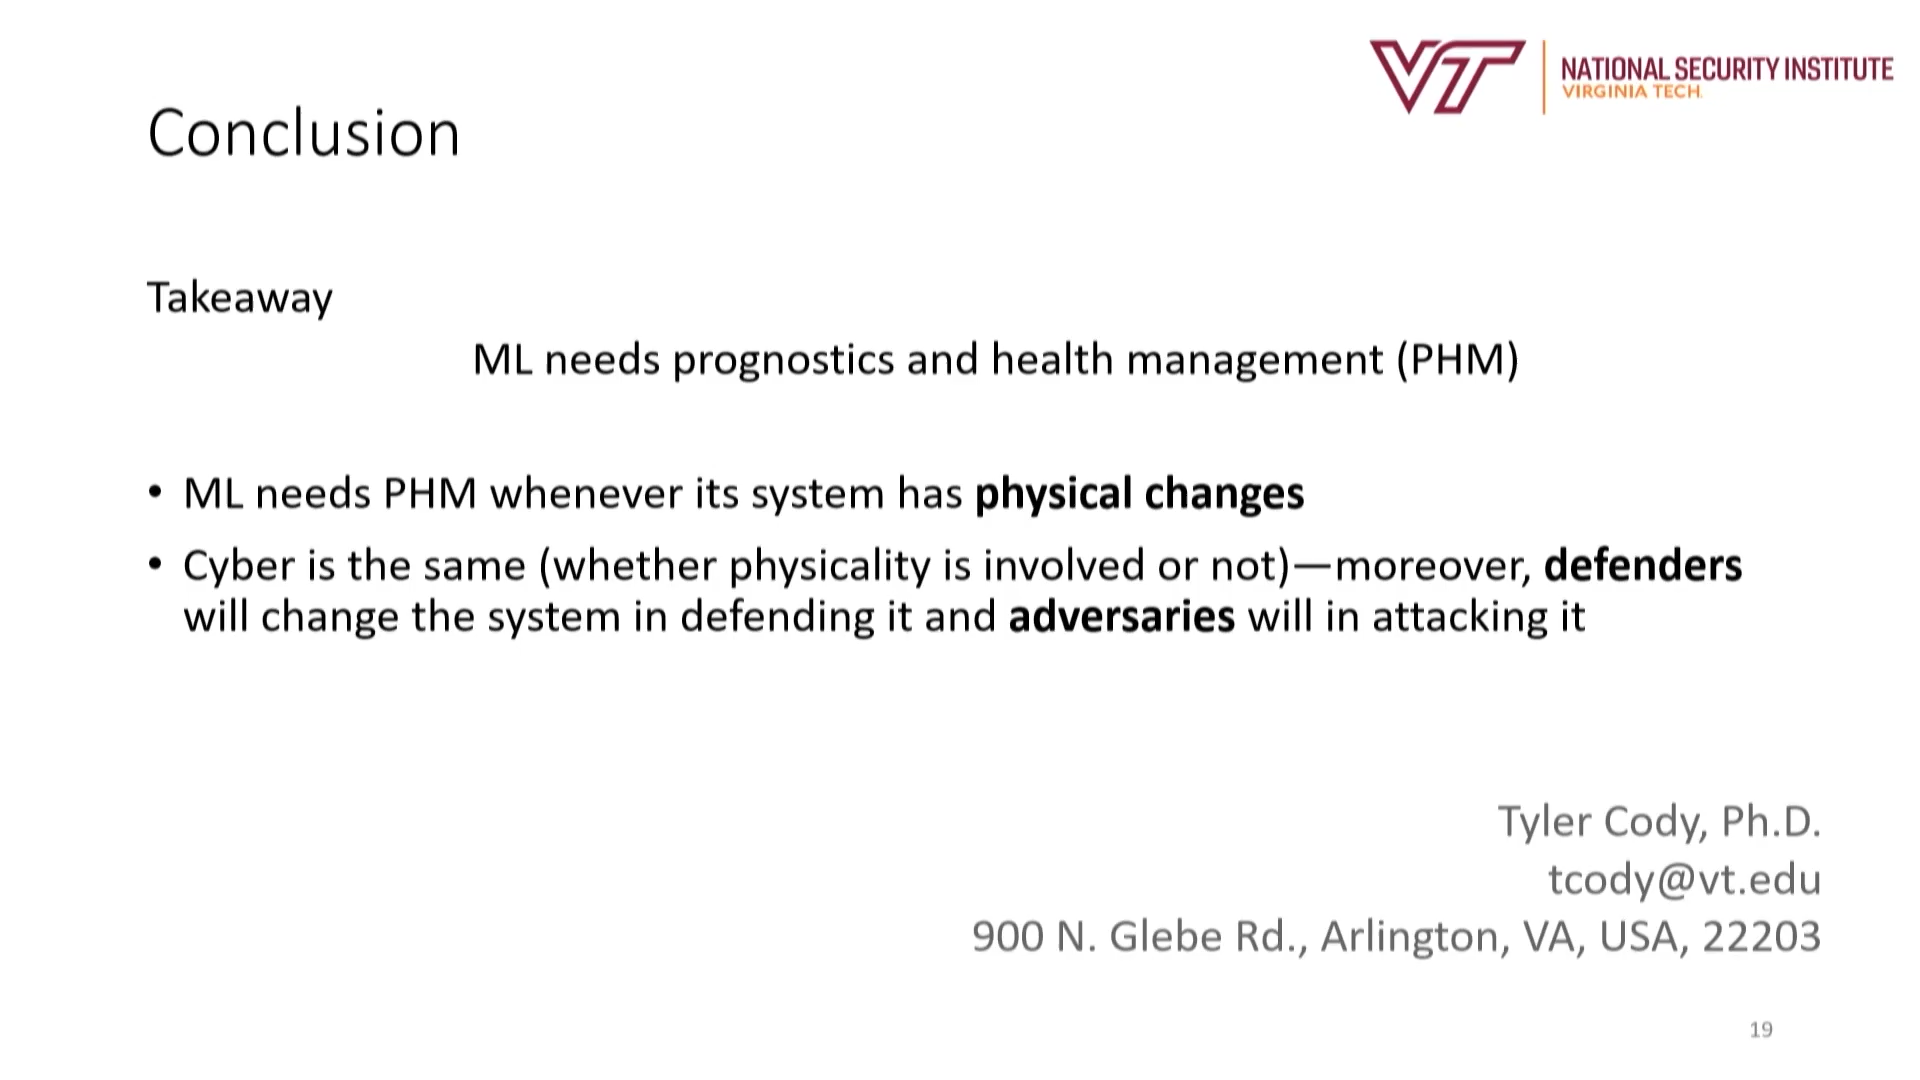 VT NATIONAL SECURITY INSTITUTE
VIRGINIA TECH.
Conclusion
Takeaway
ML needs prognostics and health management (PHM)
• ML needs PHM whenever its system has physical changes
• Cyber is the same (whether physicality is involved or not)—moreover, defenders
will change the system in defending it and adversaries will in attacking it
Tyler Cody, Ph.D.
tcody@vt.edu
900 N. Glebe Rd., Arlington, VA, USA, 22203
19